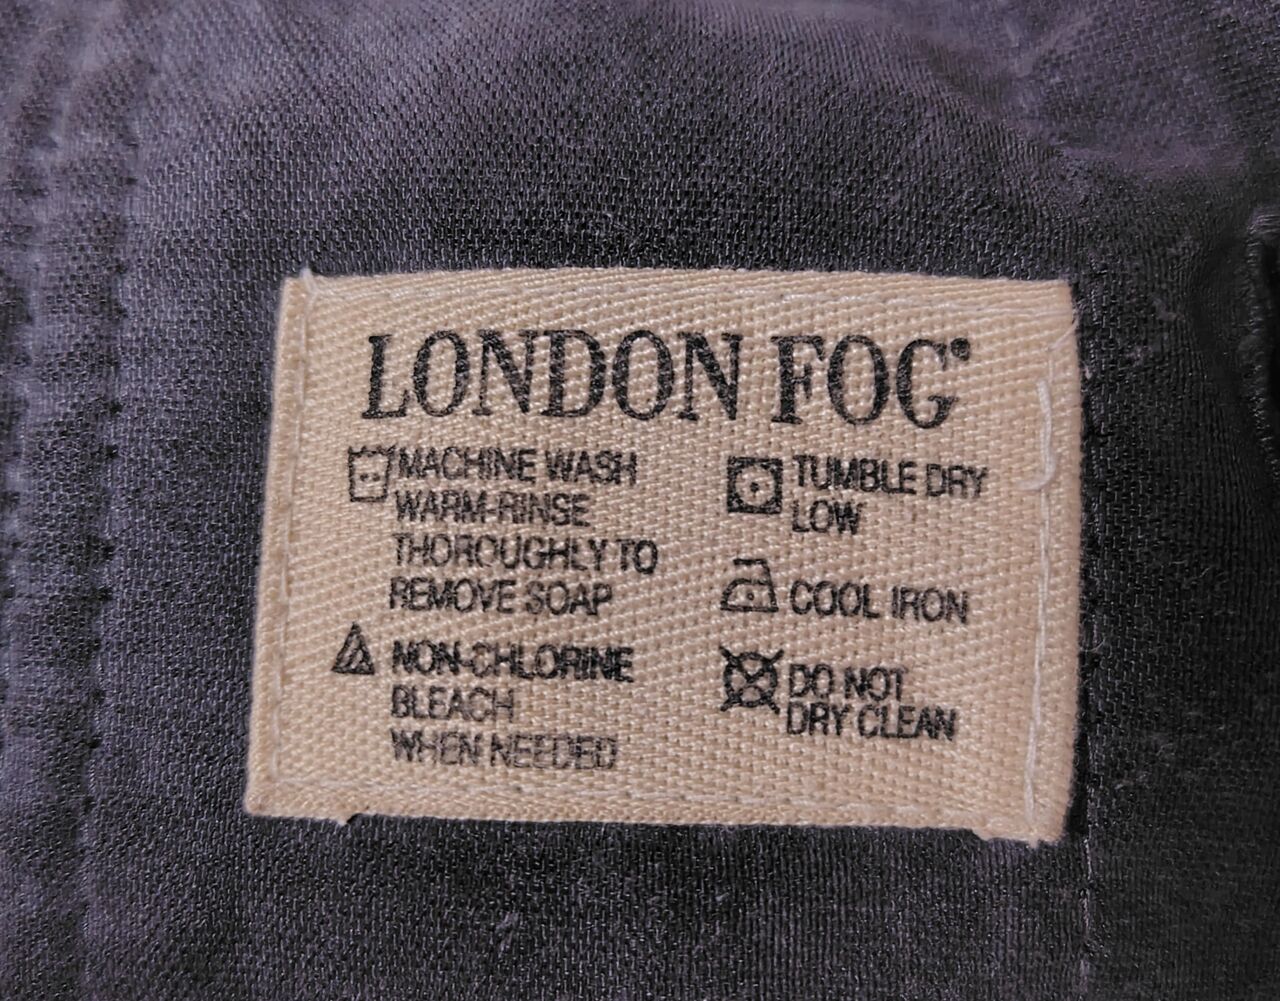 LONDON FOG®
MACHINE WASH
WARM-RINSE
THOROUGHLY TO
REMOVE SOAP
NON-CHLORINE
BLEACH
WHEN NEEDED
TUMBLE DRY
LOW
COOL IRON
DO NOT
DRY CLEAN